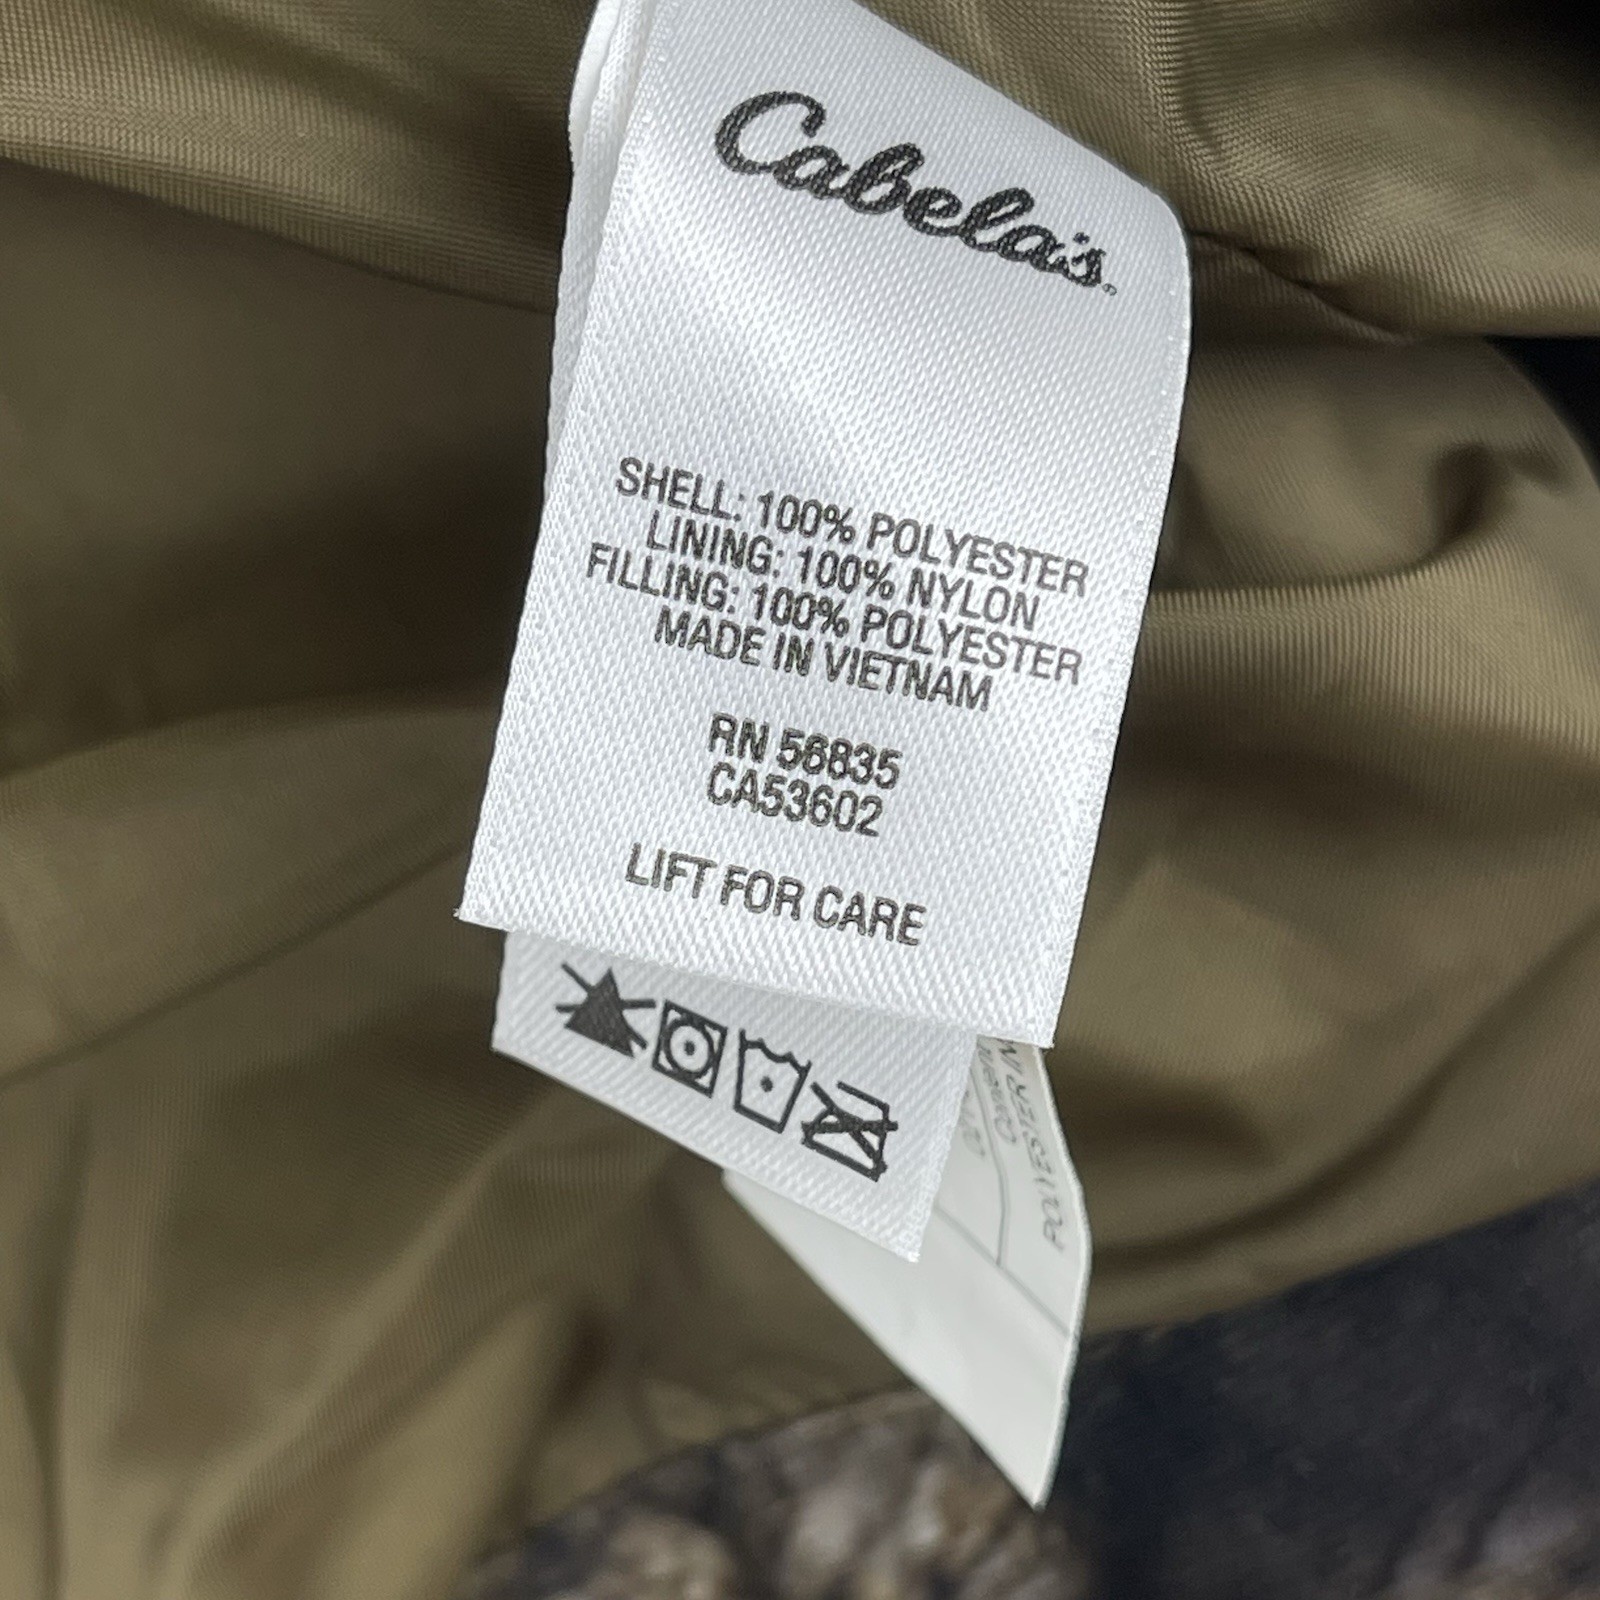 Cabela's®
SHELL: 100% POLYESTER
LINING: 100% NYLON
FILLING: 100% POLYESTER
MADE IN VIETNAM
RN 56835
CA53602
LIFT FOR CARE